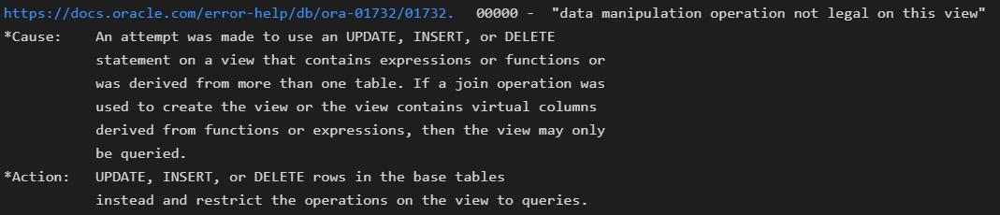 https://docs.oracle.com/error-help/db/ora-01732/01732.   00000 -  "data manipulation operation not legal on this view"
*Cause:    An attempt was made to use an UPDATE, INSERT, or DELETE
           statement on a view that contains expressions or functions or
           was derived from more than one table. If a join operation was
           used to create the view or the view contains virtual columns
           derived from functions or expressions, then the view may only
           be queried.
*Action:   UPDATE, INSERT, or DELETE rows in the base tables
           instead and restrict the operations on the view to queries.